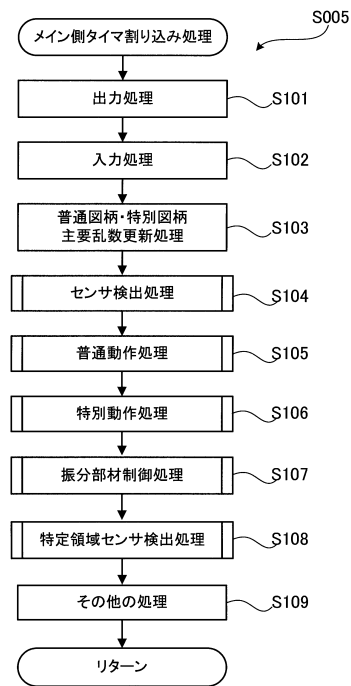 メイン側タイマ割り込み処理
S005
出力処理
S101
入力処理
S102
普通図柄・特別図柄
主要乱数更新処理
S103
センサ検出処理
S104
普通動作処理
S105
特別動作処理
S106
振分部材制御処理
S107
特定領域センサ検出処理
S108
その他の処理
S109
リターン